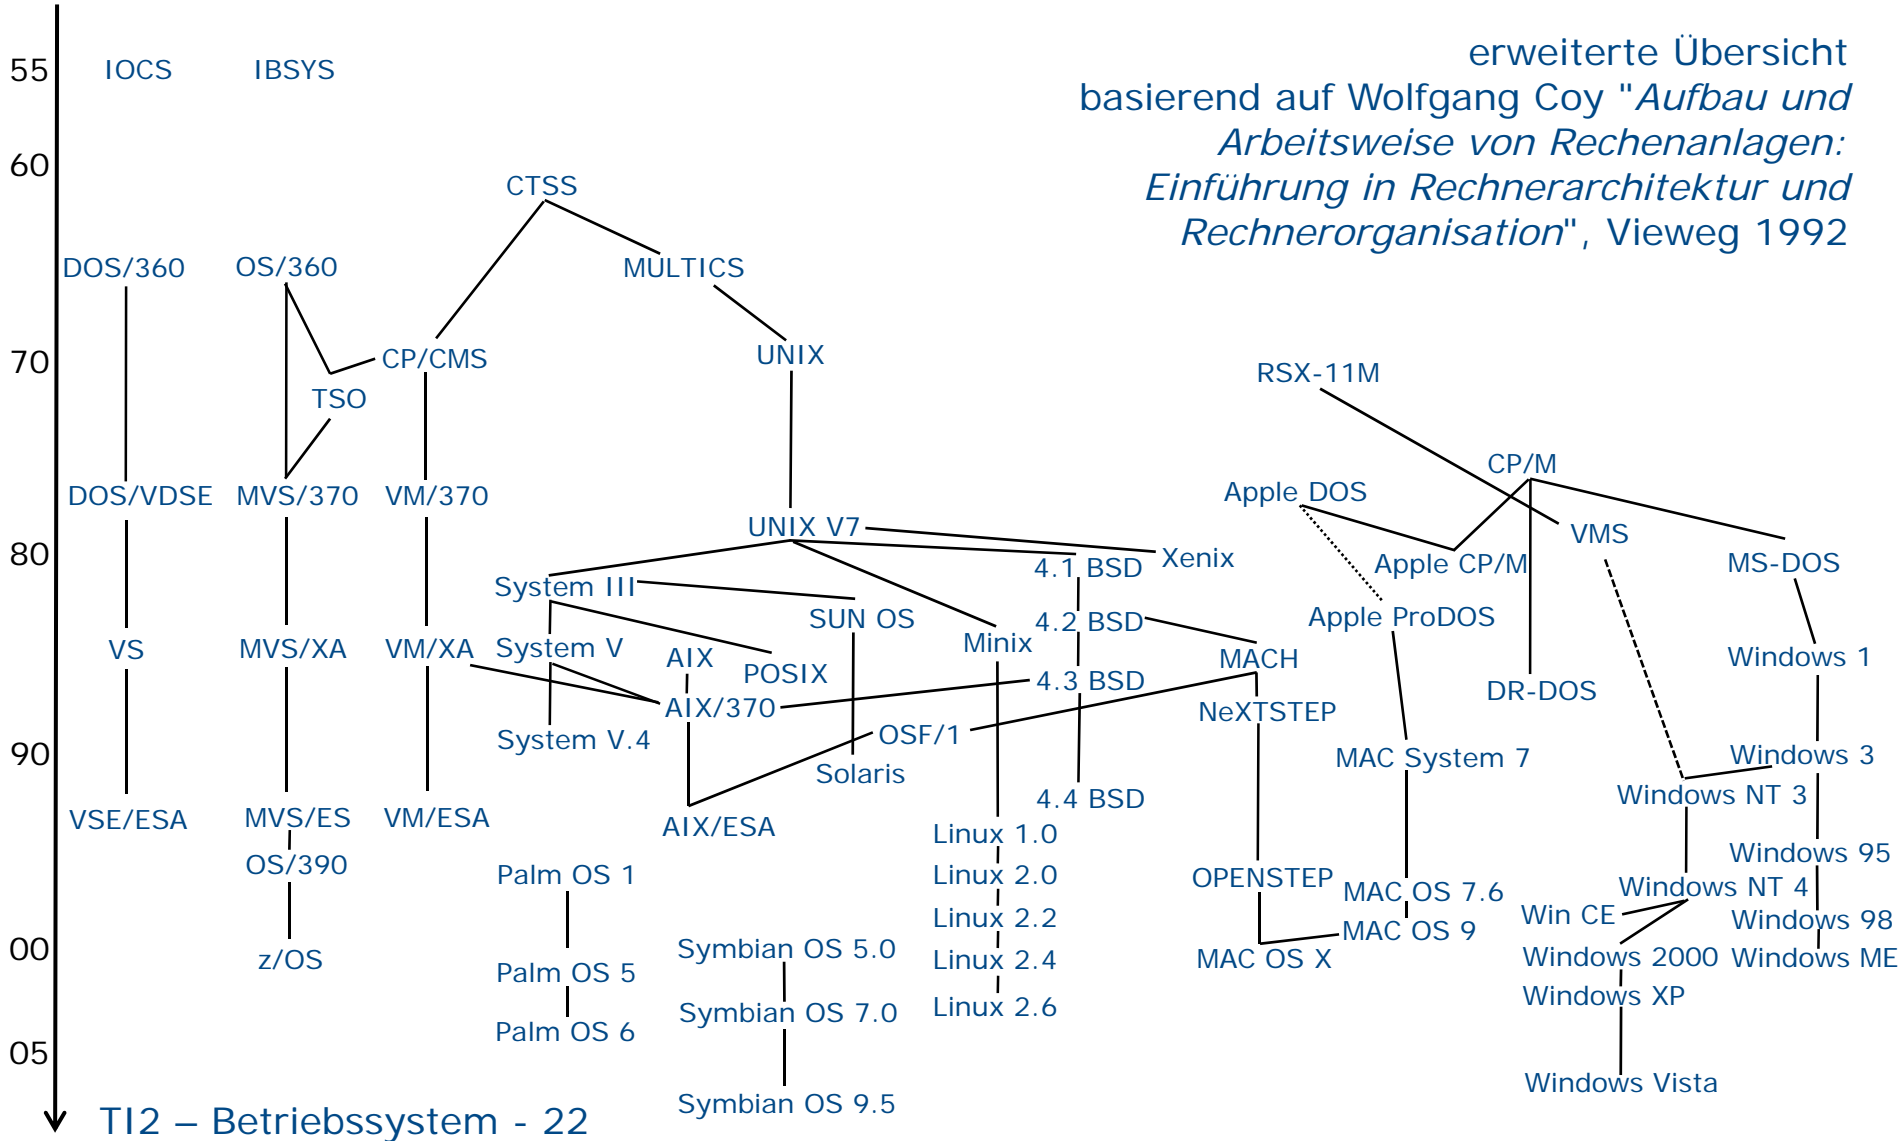 erweiterte Übersicht
basierend auf Wolfgang Coy "Aufbau und
Arbeitsweise von Rechenanlagen:
Einführung in Rechnerarchitektur und
Rechnerorganisation", Vieweg 1992
55 IOCS IBSYS
60
CTSS
DOS/360 OS/360 MULTICS
70 CP/CMS UNIX
RSX-11M
TSO
CP/M
DOS/VDSE MVS/370 VM/370 Apple DOS
UNIX V7 VMS
80 Xenix
4.1 BSD Apple CP/M MS-DOS
System III
SUN OS 4.2 BSD Apple ProDOS
VS MVS/XA VM/XA System V Minix
AIX POSIX MACH Windows 1
4.3 BSD DR-DOS
AIX/370 NeXTSTEP
System V.4 OSF/1
90 MAC System 7 Windows 3
Solaris
4.4 BSD Windows NT 3
VSE/ESA MVS/ES VM/ESA AIX/ESA
Linux 1.0
OS/390 Windows 95
Palm OS 1 Linux 2.0 OPENSTEP MAC OS 7.6 Windows NT 4
Linux 2.2 Win CE Windows 98
MAC OS 9
00 Symbian OS 5.0
z/OS Linux 2.4 MAC OS X Windows 2000 Windows ME
Palm OS 5
Windows XP
Symbian OS 7.0 Linux 2.6
Palm OS 6
05
Windows Vista
Symbian OS 9.5
TI2 – Betriebssystem - 22